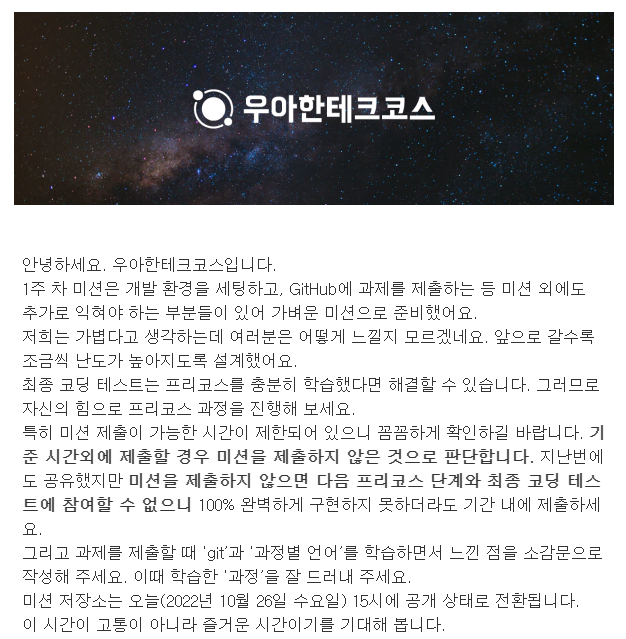 우아한테크코스
안녕하세요. 우아한테크코스입니다.
1주 차 미션은 개발 환경을 세팅하고, GitHub에 과제를 제출하는 등 미션 외에도
추가로 익혀야 하는 부분들이 있어 가벼운 미션으로 준비했어요.
저희는 가볍다고 생각하는데 여러분은 어떻게 느낄지 모르겠네요. 앞으로 갈수록
조금씩 난도가 높아지도록 설계했어요.
최종 코딩 테스트는 프리코스를 충분히 학습했다면 해결할 수 있습니다. 그러므로
자신의 힘으로 프리코스 과정을 진행해 보세요.
특히 미션 제출이 가능한 시간이 제한되어 있으니 꼼꼼하게 확인하길 바랍니다. 기
준 시간외에 제출할 경우 미션을 제출하지 않은 것으로 판단합니다. 지난번에
도 공유했지만 미션을 제출하지 않으면 다음 프리코스 단계와 최종 코딩 테스
트에 참여할 수 없으니 100% 완벽하게 구현하지 못하더라도 기간 내에 제출하세
요.
그리고 과제를 제출할 때 'git'과 '과정별 언어'를 학습하면서 느낀 점을 소감문으로
작성해 주세요. 이때 학습한 '과정'을 잘 드러내 주세요.
미션 저장소는 오늘(2022년 10월 26일 수요일) 15시에 공개 상태로 전환됩니다.
이 시간이 고통이 아니라 즐거운 시간이기를 기대해 봅니다.